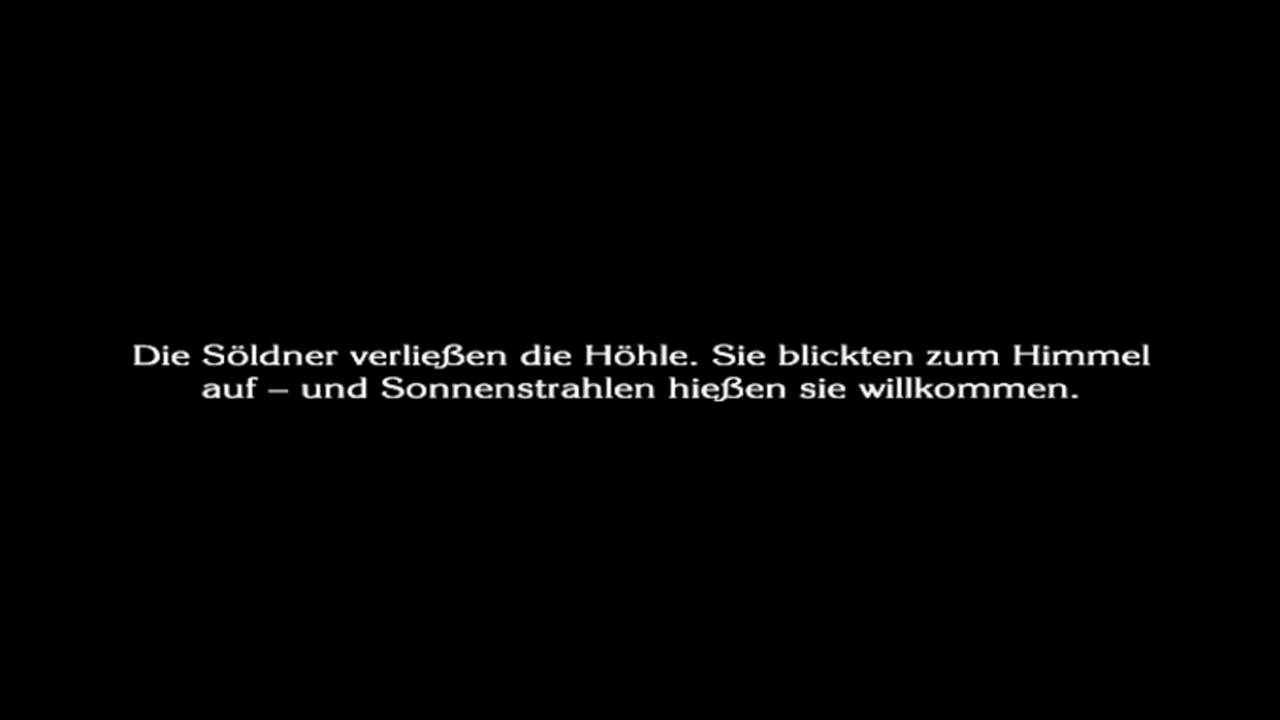 Die Söldner verließen die Höhle. Sie blickten zum Himmel
auf – und Sonnenstrahlen hießen sie willkommen.